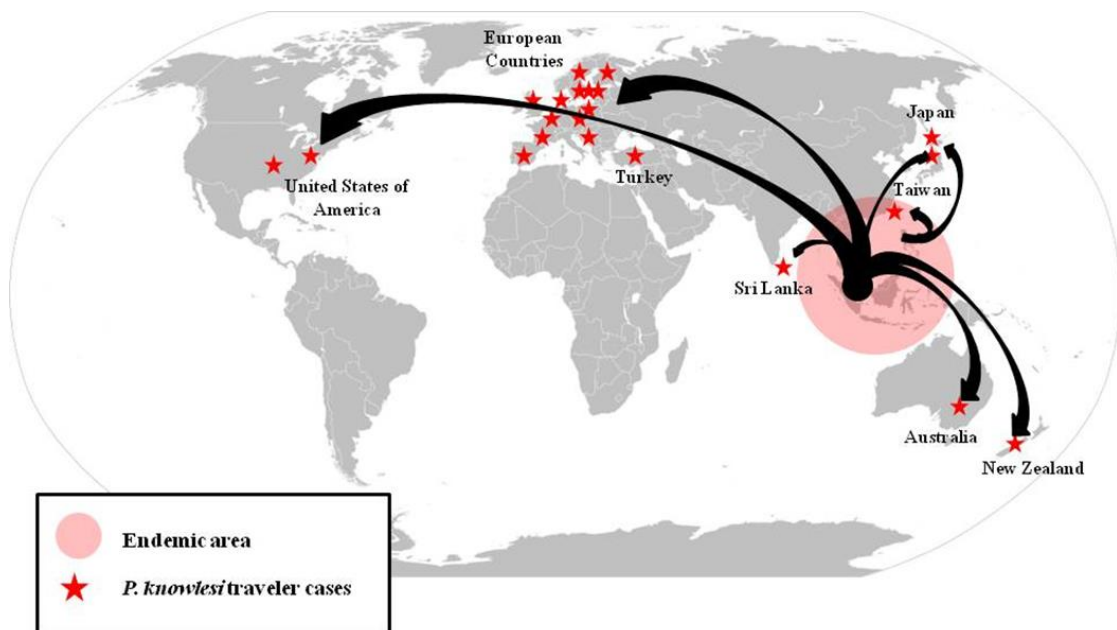 European
Countries
Japan
United States of
America
Turkey
Taiwan
Sri Lanka
Australia
New Zealand
Endemic area
P. knowlesi traveler cases